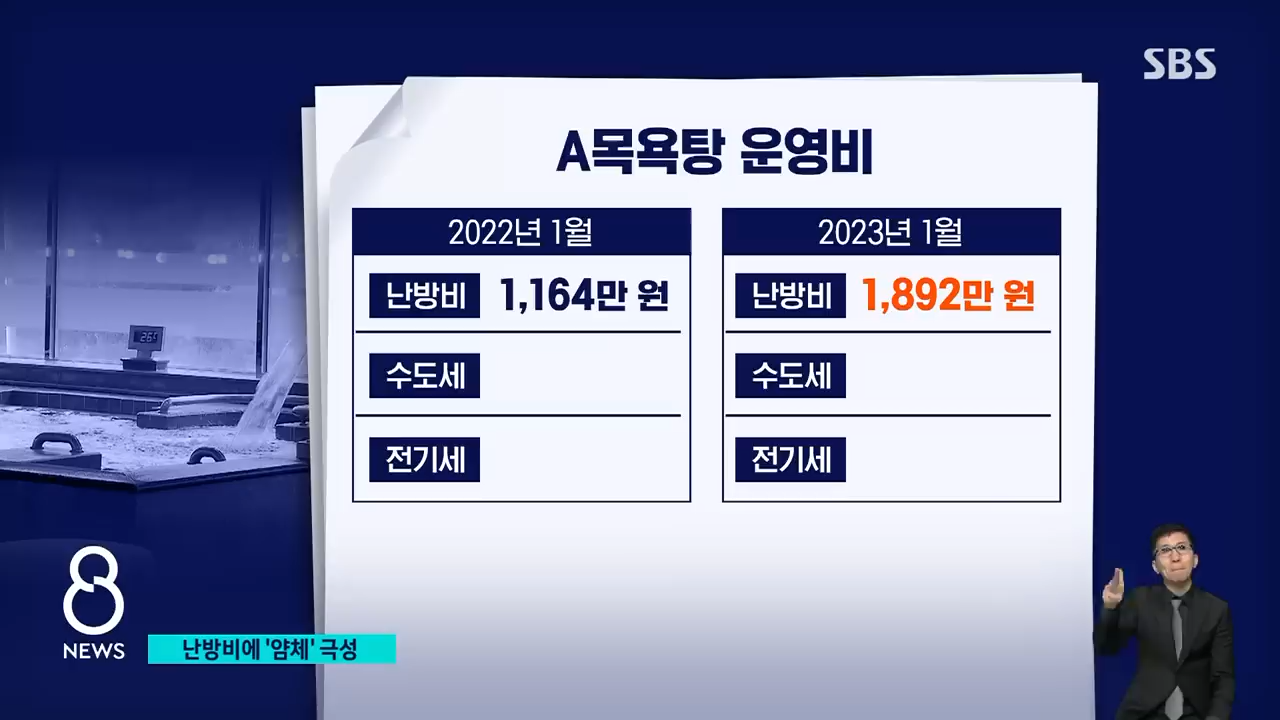 SBS
A목욕탕 운영비
2022년 1월
난방비 1,164만 원
수도세
전기세
2023년 1월
난방비 1,892만 원
수도세
전기세
8
NEWS
난방비에 '얌체' 극성